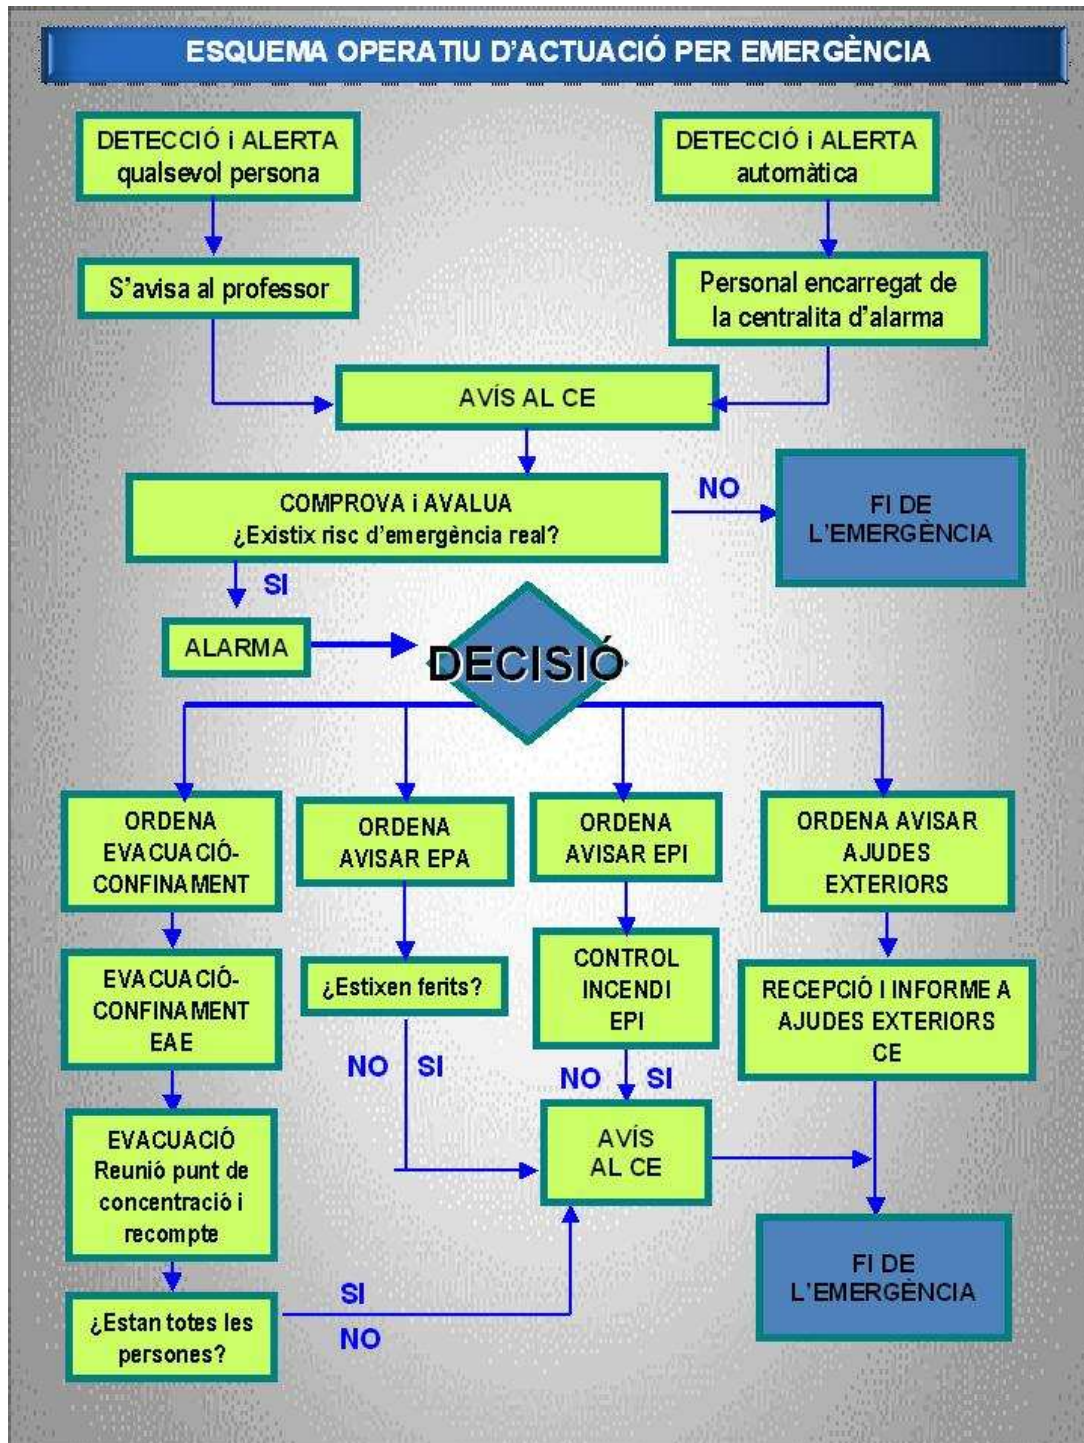 ESQUEMA OPERATIU D'ACTUACIÓ PER EMERGÈNCIA
DETECCIÓ i ALERTA
qualsevol persona
DETECCIÓ i ALERTA
automàtica
S'avisa al professor
Personal encarregat de
la centralita d'alarma
AVÍS AL CE
COMPROVA i AVALUA
¿Existix risc d'emergència real?
NO
FI DE
L'EMERGÈNCIA
SI
ALARMA
DECISIÓ
ORDENA
EVACUACIÓ-
CONFINAMENT
ORDENA
AVISAR EPA
ORDENA
AVISAR EPI
ORDENA AVISAR
AJUDES
EXTERIORS
EVACUACIÓ-
CONFINAMENT
EAE
¿Estixen ferits?
CONTROL
INCENDI
EPI
RECEPCIÓ I INFORME A
AJUDES EXTERIORS
CE
NO SI
NO SI
EVACUACIÓ
Reunió punt de
concentració i
recompte
AVÍS
AL CE
FI DE
L'EMERGÈNCIA
¿Estan totes les
persones?
SI
NO